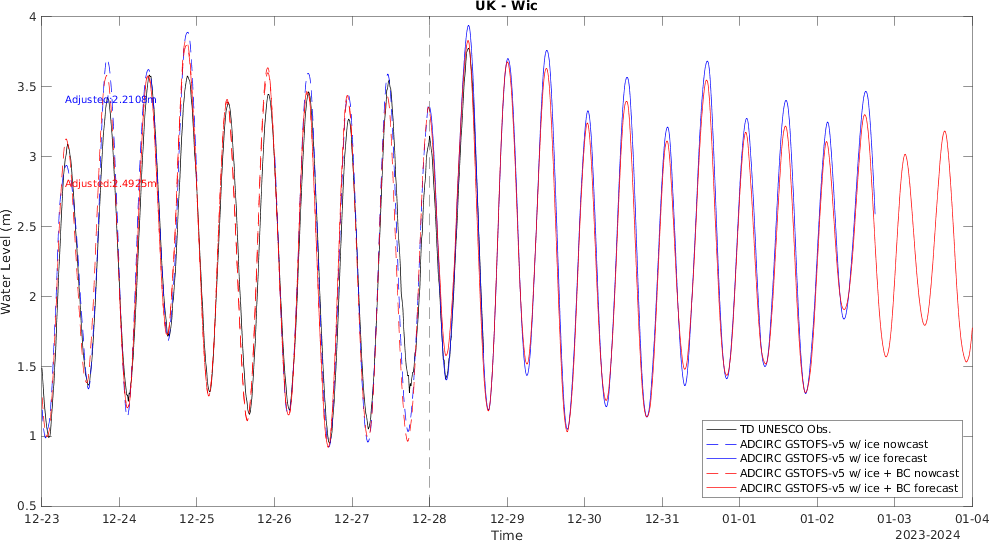 UK - Wic
4
3.5
3
2.5
2
1.5
1
0.5
Water Level (m)
Adjusted:2.2108m
Adjusted:2.4925m
TD UNESCO Obs.
ADCIRC GSTOFS-v5 w/ ice nowcast
ADCIRC GSTOFS-v5 w/ ice forecast
ADCIRC GSTOFS-v5 w/ ice + BC nowcast
ADCIRC GSTOFS-v5 w/ ice + BC forecast
12-23 12-24 12-25 12-26 12-27 12-28 12-29 12-30 12-31 01-01 01-02 01-03 01-04
Time
2023-2024